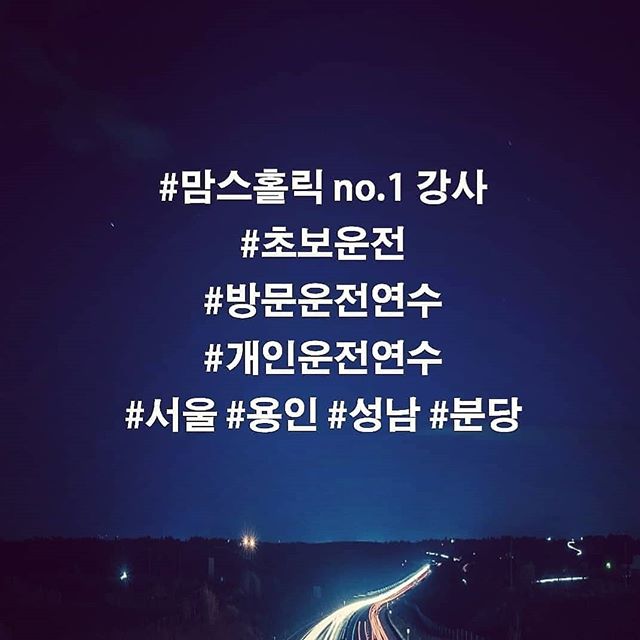 #맘스홀릭 no.1 강사
#초보운전
#방문운전연수
#개인운전연수
#서울 #용인 #성남 #분당